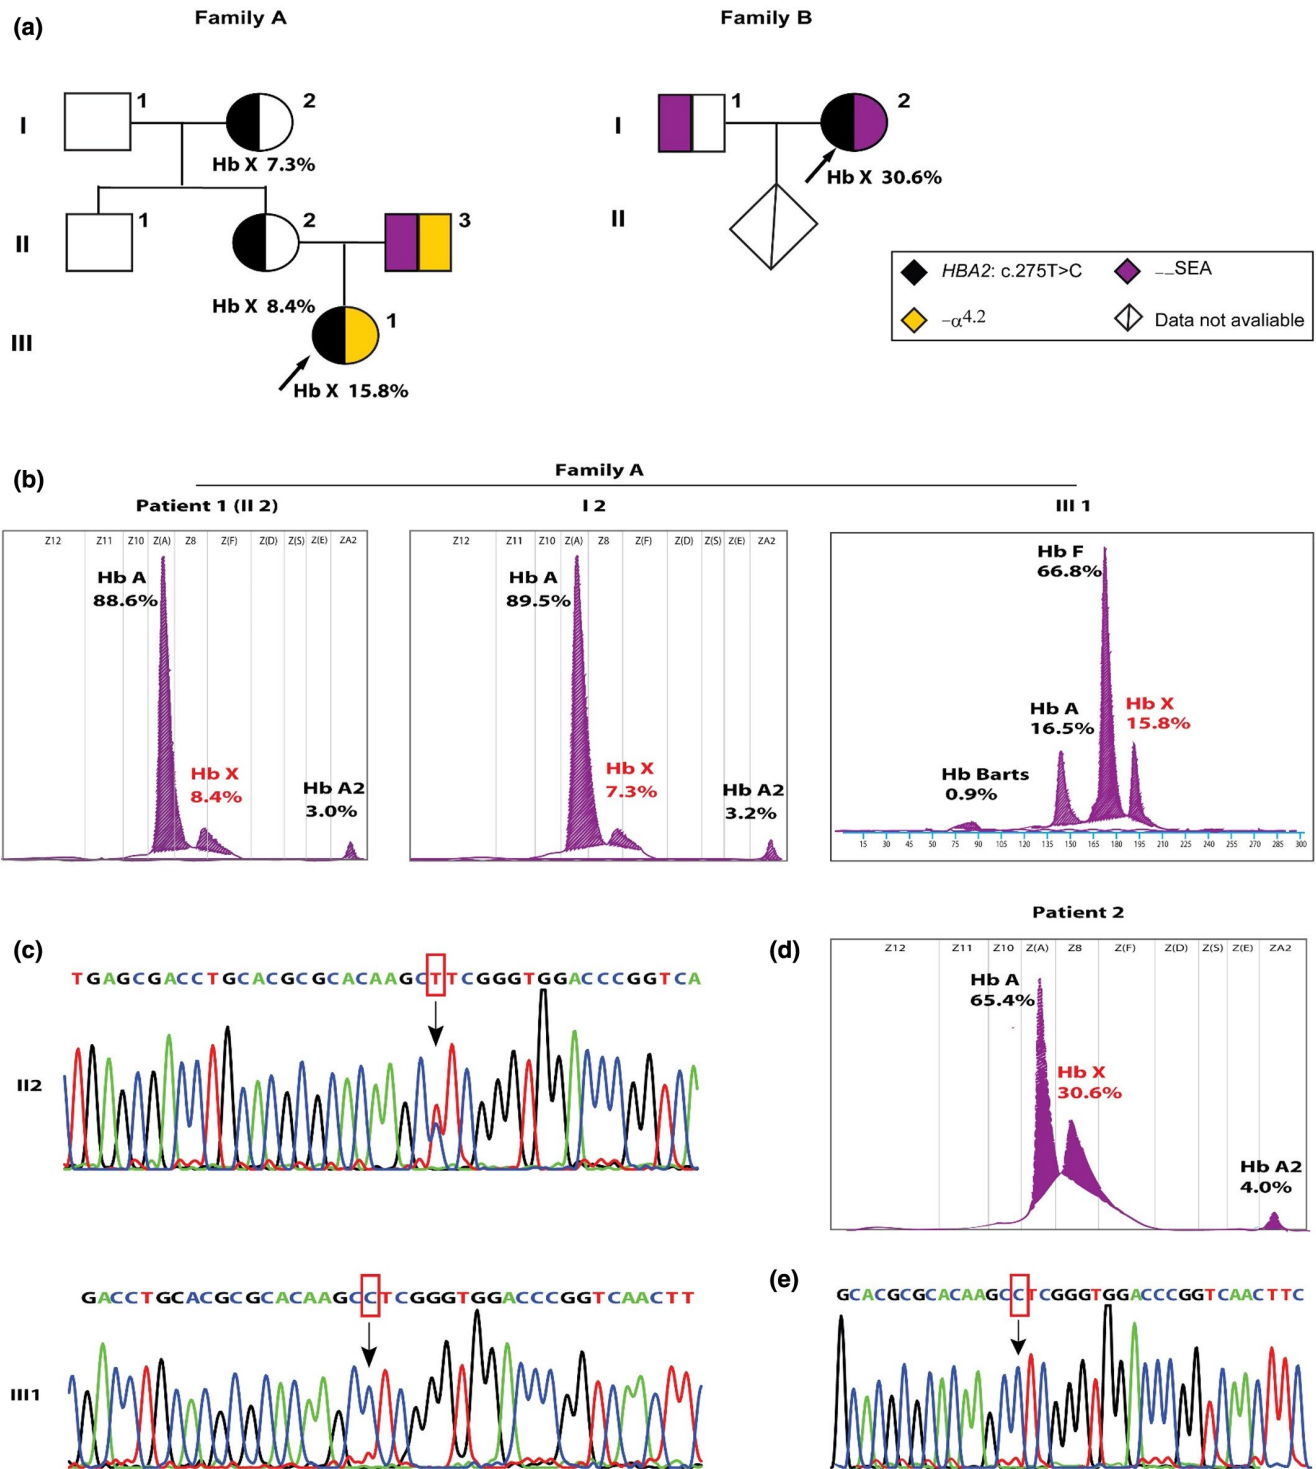 (a)
Family A
Family B
I
1
2
Hb X 7.3%
I
1
2
Hb X 30.6%
II
1
2
3
Hb X 8.4%
II
III
1
Hb X 15.8%
HBA2: c.275T>C
__SEA
–α4.2
Data not avaliable
(b)
Family A
Patient 1 (II 2)
I 2
III 1
Z12 Z11 Z10 Z(A) Z8 Z(F) Z(D) Z(S) Z(E) ZA2
Hb A
88.6%
Hb X
8.4%
Hb A2
3.0%
Z12 Z11 Z10 Z(A) Z8 Z(F) Z(D) Z(S) Z(E) ZA2
Hb A
89.5%
Hb X
7.3%
Hb A2
3.2%
Hb F
66.8%
Hb A
16.5%
Hb X
15.8%
Hb Barts
0.9%
15 30 45 50 75 90 105 120 130 150 165 180 195 210 225 240 255 270 285 300
(c)
TGAGCGACCTGCACGCGCACAAGCTTCGGGTGGACCCGGTCA
II2
GACCTGCACGCGCACAAGCCTCGGGTGGACCCGGTCAACTT
III1
(d)
Patient 2
Z12 Z11 Z10 Z(A) Z8 Z(F) Z(D) Z(S) Z(E) ZA2
Hb A
65.4%
Hb X
30.6%
Hb A2
4.0%
(e)
GCACGCGCACAAGCCTCGGGTGGACCCGGTCAACTTC